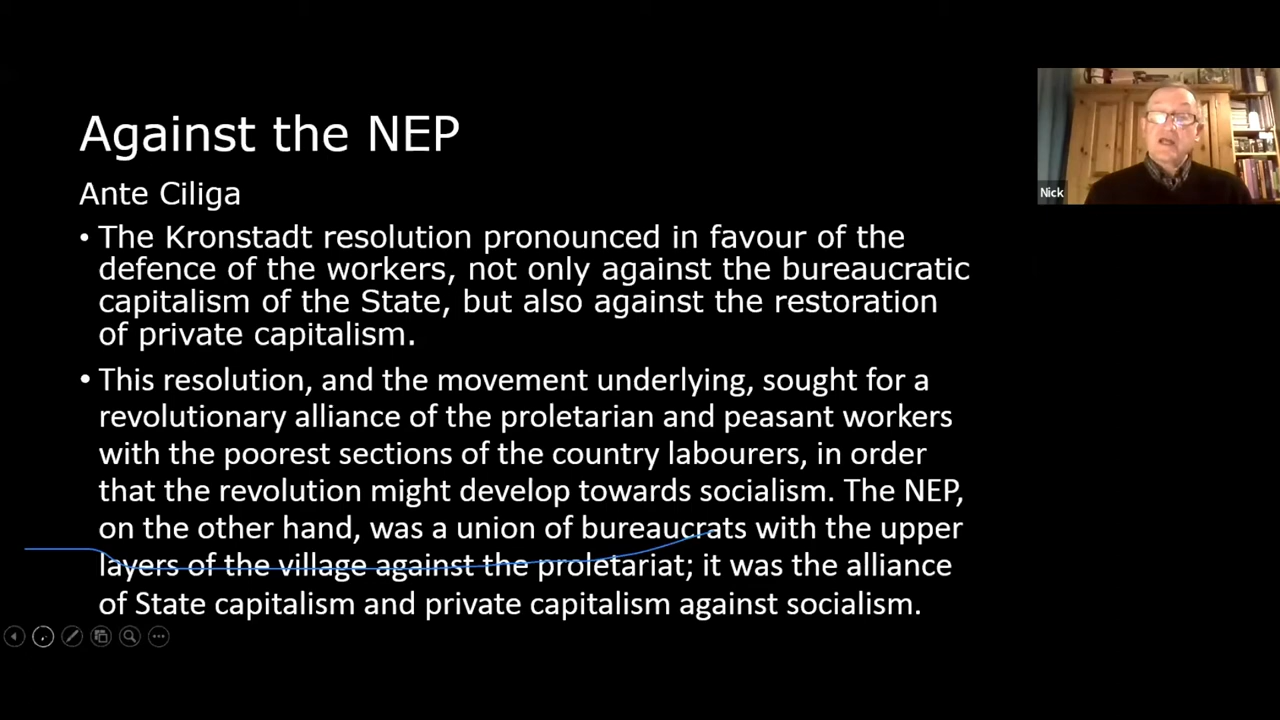 Against the NEP
Ante Ciliga
• The Kronstadt resolution pronounced in favour of the
defence of the workers, not only against the bureaucratic
capitalism of the State, but also against the restoration
of private capitalism.
• This resolution, and the movement underlying, sought for a
revolutionary alliance of the proletarian and peasant workers
with the poorest sections of the country labourers, in order
that the revolution might develop towards socialism. The NEP,
on the other hand, was a union of bureaucrats with the upper
layers of the village against the proletariat; it was the alliance
of State capitalism and private capitalism against socialism.
Nick